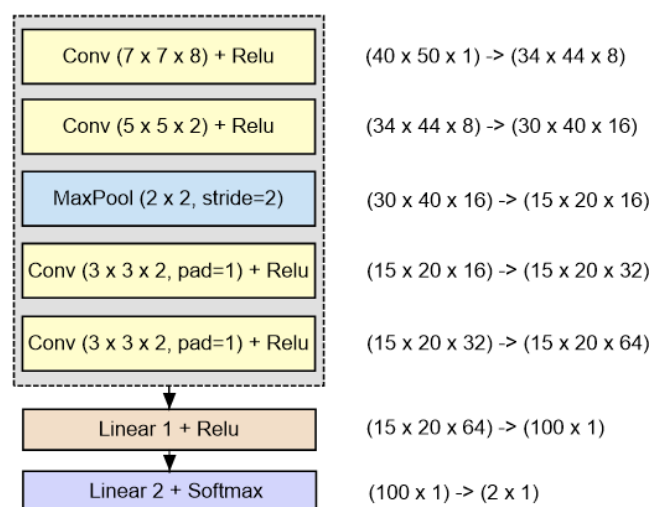 Conv (7 x 7 x 8) + Relu (40 x 50 x 1) -> (34 x 44 x 8)
Conv (5 x 5 x 2) + Relu (34 x 44 x 8) -> (30 x 40 x 16)
MaxPool (2 x 2, stride=2) (30 x 40 x 16) -> (15 x 20 x 16)
Conv (3 x 3 x 2, pad=1) + Relu (15 x 20 x 16) -> (15 x 20 x 32)
Conv (3 x 3 x 2, pad=1) + Relu (15 x 20 x 32) -> (15 x 20 x 64)
Linear 1 + Relu (15 x 20 x 64) -> (100 x 1)
Linear 2 + Softmax (100 x 1) -> (2 x 1)